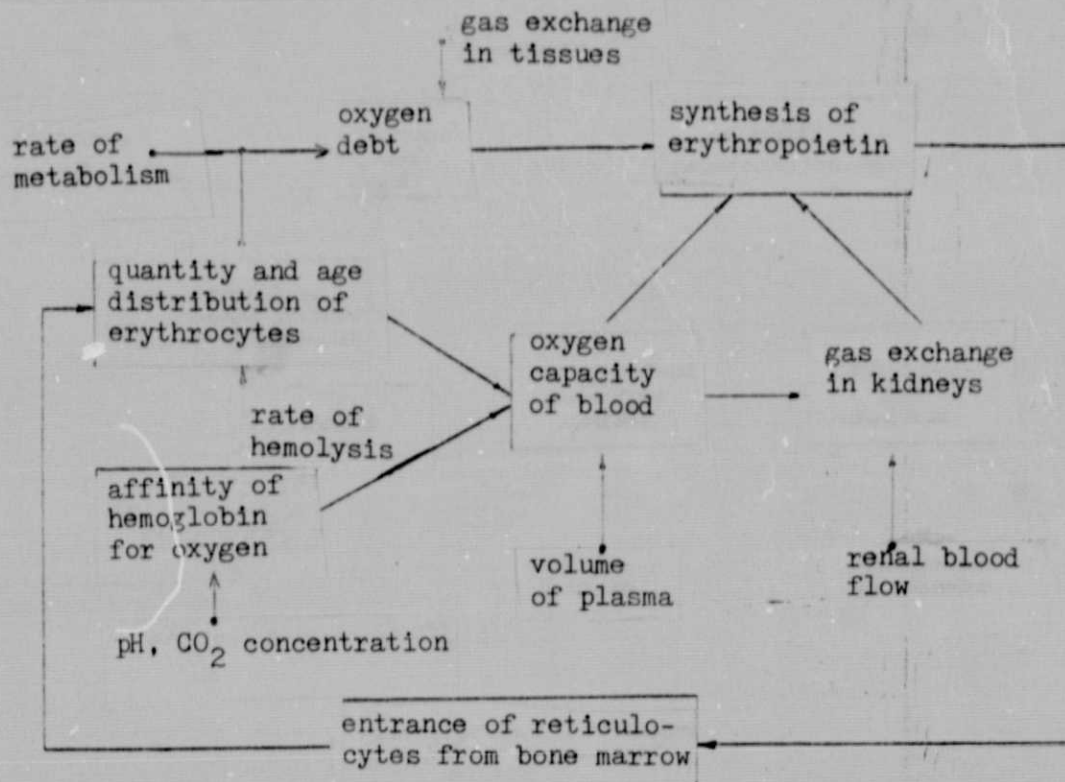 gas exchange
in tissues
oxygen
debt
synthesis of
erythropoietin
rate of
metabolism
quantity and age
distribution of
erythrocytes
oxygen
capacity
of blood
gas exchange
in kidneys
rate of
hemolysis
affinity of
hemoglobin
for oxygen
volume
of plasma
renal blood
flow
pH, CO₂ concentration
entrance of reticulo-
cytes from bone marrow